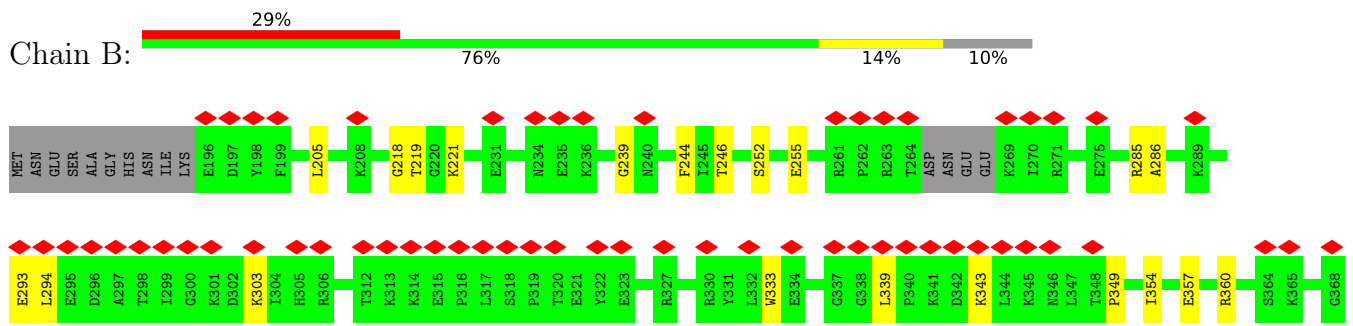 29%
Chain B:
76% 14% 10%
MET ASN GLU SER ALA GLY HIS ASN ILE LYS E196 D197 Y198 F199 L205 K208 G218 T219 G220 K221 E231 N234 E235 K236 G239 N240 F244 I245 T246 S252 E255 R261 P262 R263 T264 ASP ASN GLU GLU K269 I270 R271 E275 R285 A286 K289
E293 L294 E295 D296 A297 T298 I299 G300 K301 D302 K303 I304 H305 R306 T312 K313 K314 E315 P316 L317 S318 P319 T320 E321 Y322 E323 R327 R330 Y331 L332 W333 E334 G337 G338 L339 P340 K341 D342 K343 L344 K345 N346 L347 T348 P349 I354 E357 R360 S364 K365 G368